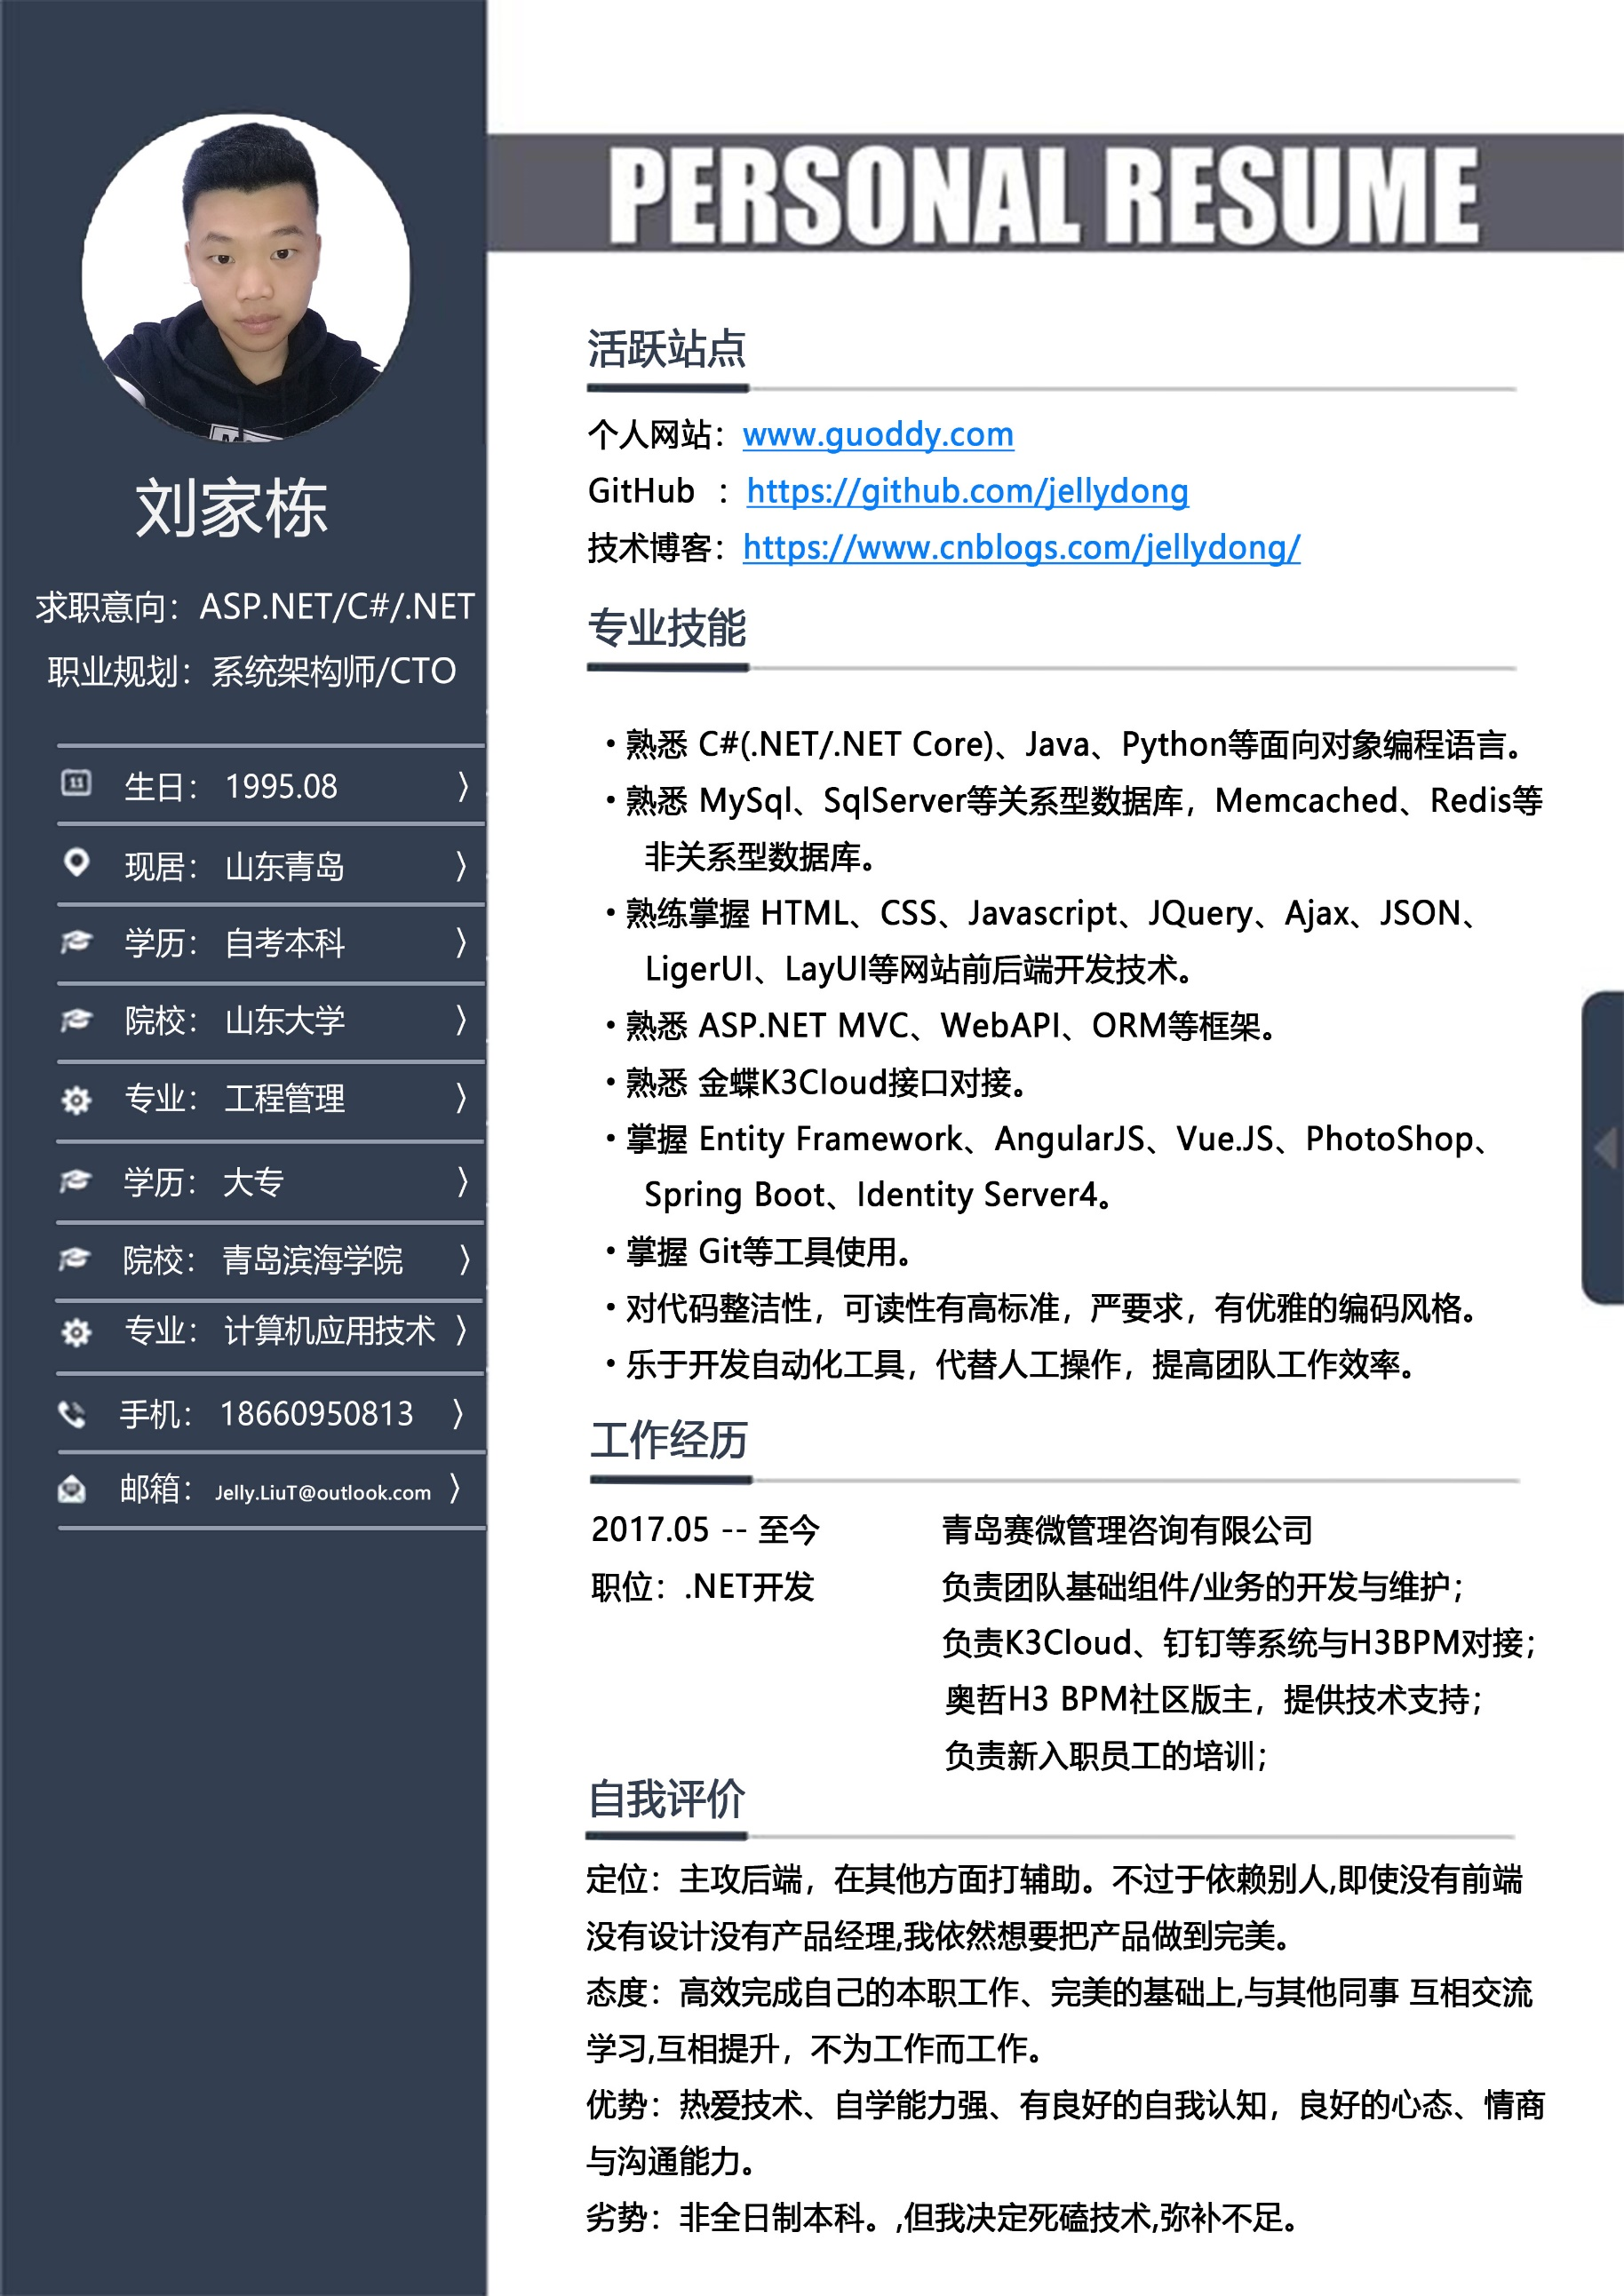 PERSONAL RESUME
刘家栋
求职意向：ASP.NET/C#/.NET
职业规划：系统架构师/CTO
11
生日： 1995.08 〉
现居： 山东青岛 〉
学历： 自考本科 〉
院校： 山东大学 〉
专业： 工程管理 〉
学历： 大专 〉
院校： 青岛滨海学院 〉
专业： 计算机应用技术 〉
手机： 18660950813 〉
邮箱： Jelly.LiuT@outlook.com 〉
活跃站点
个人网站：www.guoddy.com
GitHub ：https://github.com/jellydong
技术博客：https://www.cnblogs.com/jellydong/
专业技能
·熟悉 C#(.NET/.NET Core)、Java、Python等面向对象编程语言。
·熟悉 MySql、SqlServer等关系型数据库，Memcached、Redis等
非关系型数据库。
·熟练掌握 HTML、CSS、Javascript、JQuery、Ajax、JSON、
LigerUI、LayUI等网站前后端开发技术。
·熟悉 ASP.NET MVC、WebAPI、ORM等框架。
·熟悉 金蝶K3Cloud接口对接。
·掌握 Entity Framework、AngularJS、Vue.JS、PhotoShop、
Spring Boot、Identity Server4。
·掌握 Git等工具使用。
·对代码整洁性，可读性有高标准，严要求，有优雅的编码风格。
·乐于开发自动化工具，代替人工操作，提高团队工作效率。
工作经历
2017.05 -- 至今 青岛赛微管理咨询有限公司
职位：.NET开发 负责团队基础组件/业务的开发与维护；
负责K3Cloud、钉钉等系统与H3BPM对接；
奥哲H3 BPM社区版主，提供技术支持；
负责新入职员工的培训；
自我评价
定位：主攻后端，在其他方面打辅助。不过于依赖别人,即使没有前端
没有设计没有产品经理,我依然想要把产品做到完美。
态度：高效完成自己的本职工作、完美的基础上,与其他同事 互相交流
学习,互相提升，不为工作而工作。
优势：热爱技术、自学能力强、有良好的自我认知，良好的心态、情商
与沟通能力。
劣势：非全日制本科。,但我决定死磕技术,弥补不足。